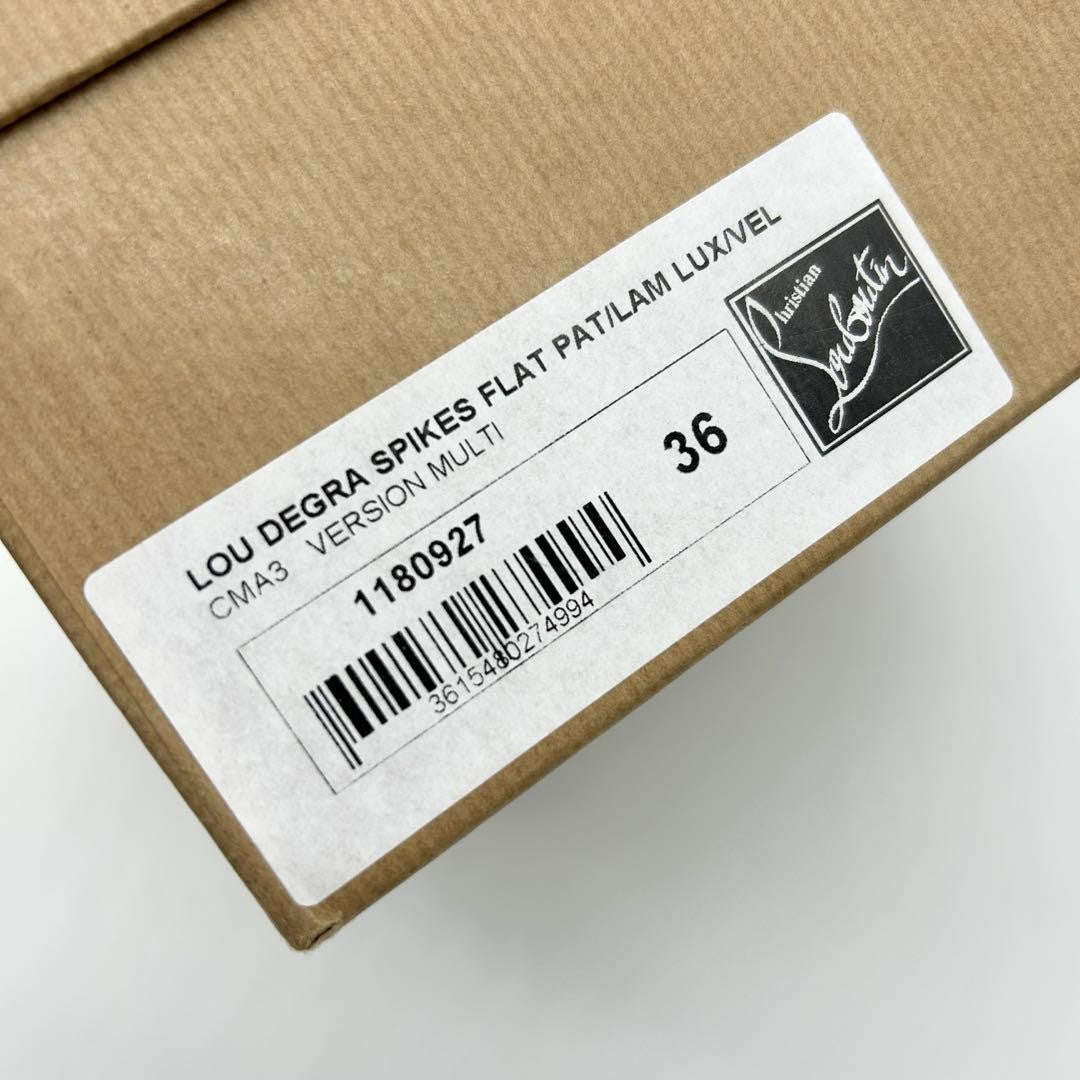 LOU DEGRA SPIKES FLAT PAT/LAM LUX/VEL
CMA3 VERSION MULTI
1180927
36
3615480274994
Christian
Louboutin